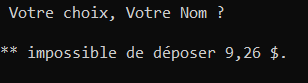 Votre choix, Votre Nom ?
** impossible de déposer 9,26 $.